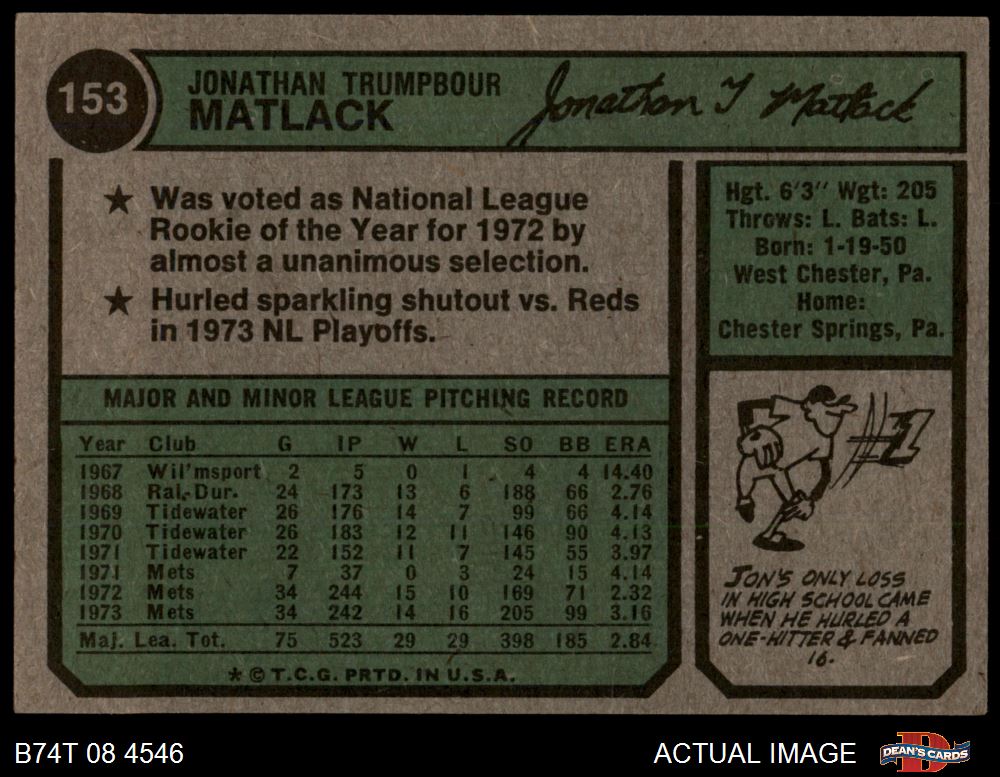 153
JONATHAN TRUMPBOUR
MATLACK
Jonathan T Matlack
★ Was voted as National League
Rookie of the Year for 1972 by
almost a unanimous selection.
★ Hurled sparkling shutout vs. Reds
in 1973 NL Playoffs.
Hgt. 6'3" Wgt: 205
Throws: L. Bats: L.
Born: 1-19-50
West Chester, Pa.
Home:
Chester Springs, Pa.
MAJOR AND MINOR LEAGUE PITCHING RECORD
Year Club G IP W L SO BB ERA
1967 Wil'msport 2 5 0 1 4 4 14.40
1968 Ral.-Dur. 24 173 13 6 188 66 2.76
1969 Tidewater 26 176 14 7 99 66 4.14
1970 Tidewater 26 183 12 11 146 90 4.13
1971 Tidewater 22 152 11 7 145 55 3.97
1971 Mets 7 37 0 3 24 15 4.14
1972 Mets 34 244 15 10 169 71 2.32
1973 Mets 34 242 14 16 205 99 3.16
Maj. Lea. Tot. 75 523 29 29 398 185 2.84
* © T.C.G. PRTD. IN U.S.A.
#1
JON'S ONLY LOSS
IN HIGH SCHOOL CAME
WHEN HE HURLED A
ONE-HITTER & FANNED
16.
B74T 08 4546
ACTUAL IMAGE
D
DEAN'S CARDS